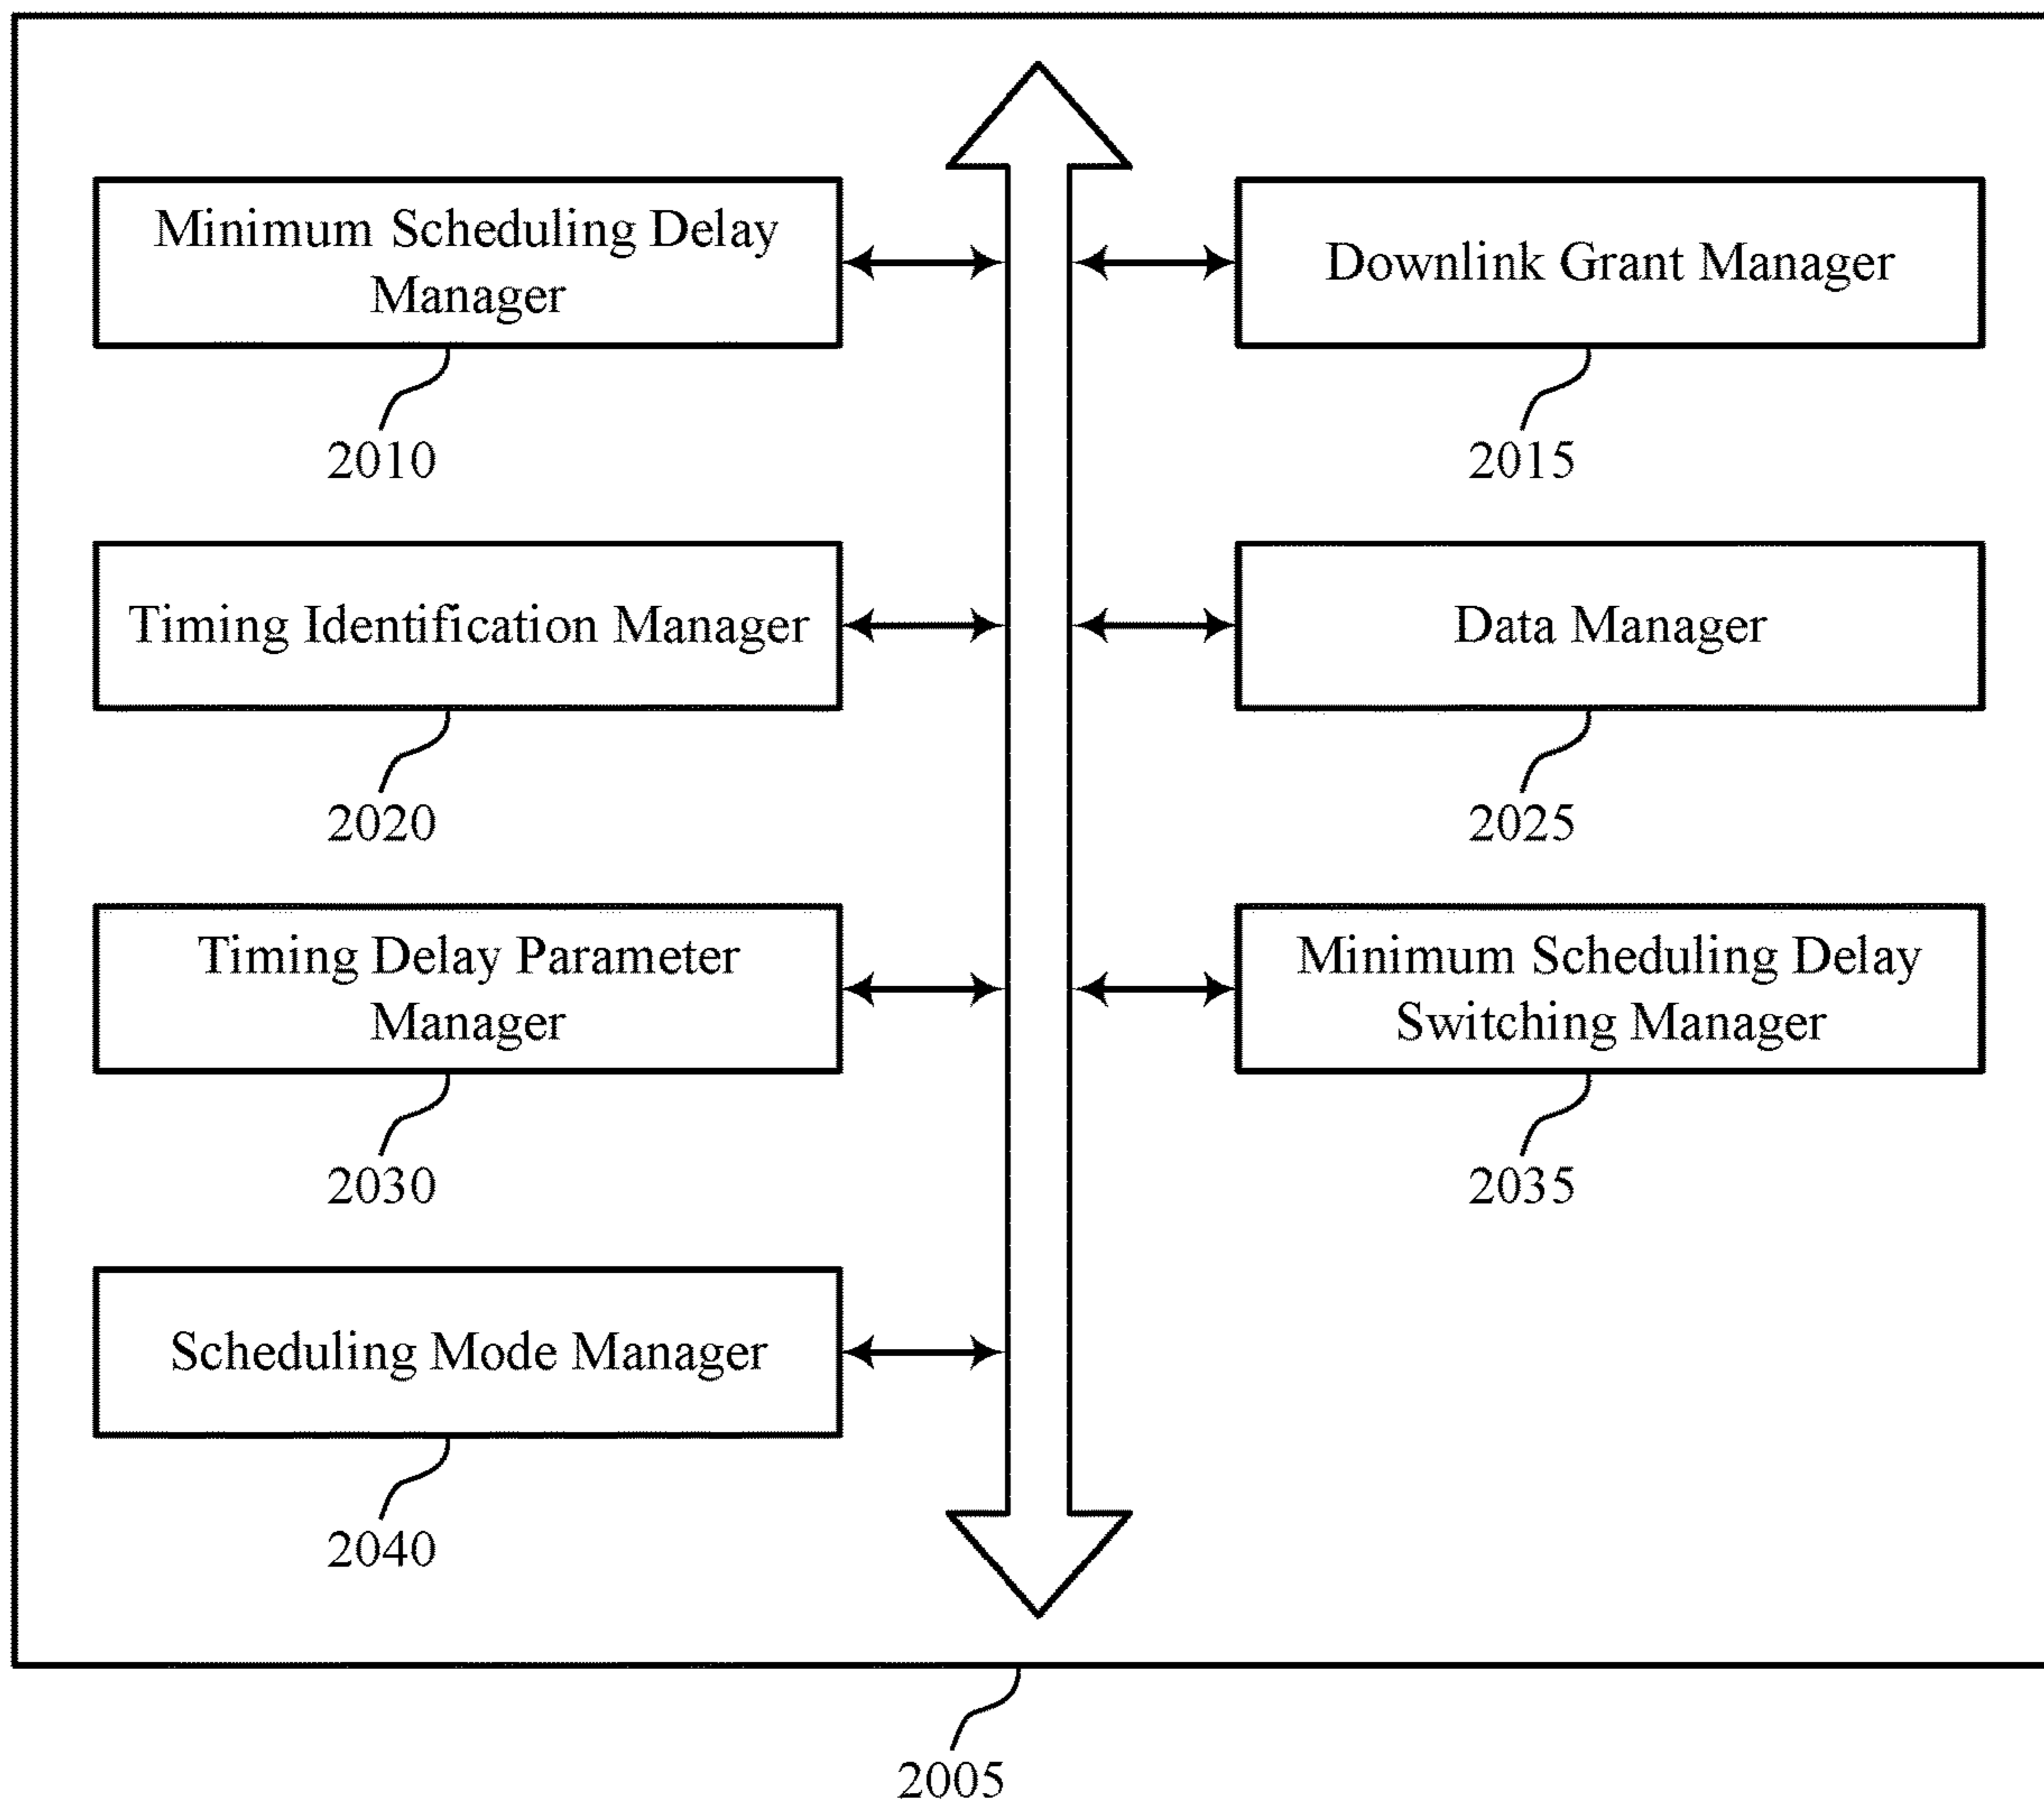 Minimum Scheduling Delay
Manager
2010
Downlink Grant Manager
2015
Timing Identification Manager
2020
Data Manager
2025
Timing Delay Parameter
Manager
2030
Minimum Scheduling Delay
Switching Manager
2035
Scheduling Mode Manager
2040
2005